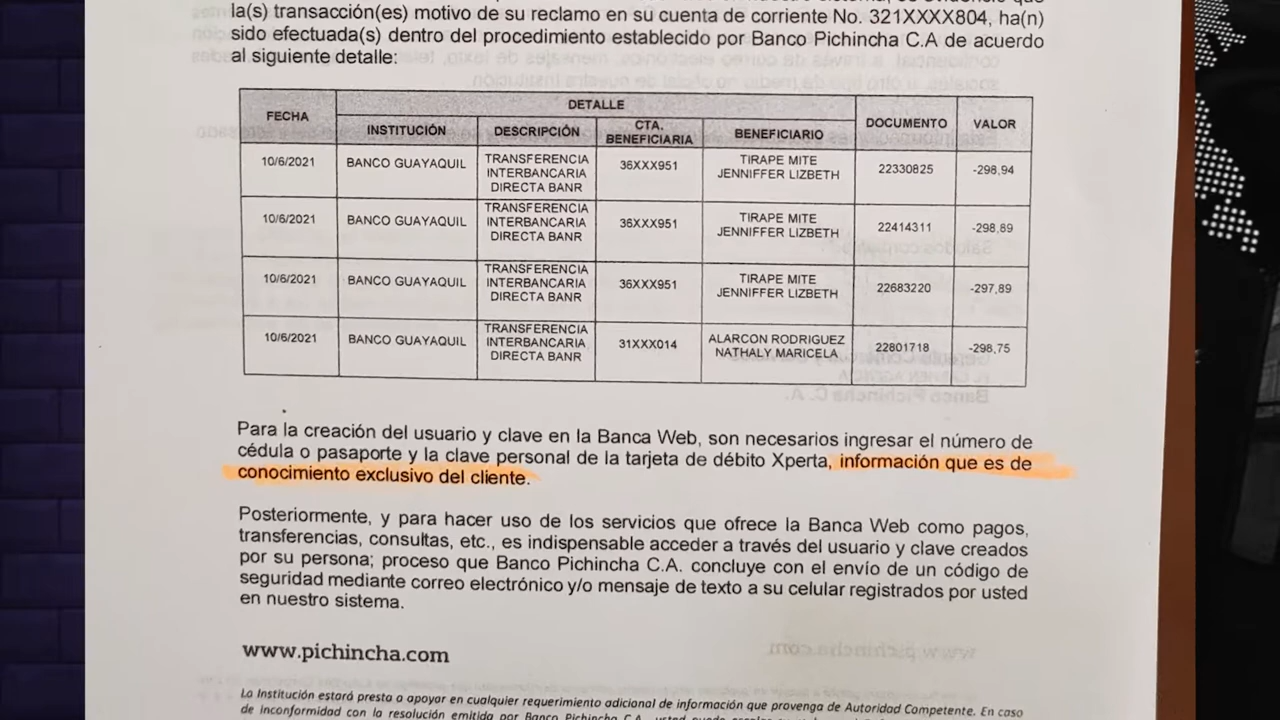 la(s) transacción(es) motivo de su reclamo en su cuenta de corriente No. 321XXXX804, ha(n)
sido efectuada(s) dentro del procedimiento establecido por Banco Pichincha C.A de acuerdo
al siguiente detalle:
FECHA DETALLE DOCUMENTO VALOR
INSTITUCIÓN DESCRIPCIÓN CTA. BENEFICIARIA BENEFICIARIO
10/6/2021 BANCO GUAYAQUIL TRANSFERENCIA INTERBANCARIA DIRECTA BANR 36XXX951 TIRAPE MITE JENNIFFER LIZBETH 22330825 -298,94
10/6/2021 BANCO GUAYAQUIL TRANSFERENCIA INTERBANCARIA DIRECTA BANR 36XXX951 TIRAPE MITE JENNIFFER LIZBETH 22414311 -298,89
10/6/2021 BANCO GUAYAQUIL TRANSFERENCIA INTERBANCARIA DIRECTA BANR 36XXX951 TIRAPE MITE JENNIFFER LIZBETH 22683220 -297,89
10/6/2021 BANCO GUAYAQUIL TRANSFERENCIA INTERBANCARIA DIRECTA BANR 31XXX014 ALARCON RODRIGUEZ NATHALY MARICELA 22801718 -298,75
Para la creación del usuario y clave en la Banca Web, son necesarios ingresar el número de
cédula o pasaporte y la clave personal de la tarjeta de débito Xperta, información que es de
conocimiento exclusivo del cliente.
Posteriormente, y para hacer uso de los servicios que ofrece la Banca Web como pagos,
transferencias, consultas, etc., es indispensable acceder a través del usuario y clave creados
por su persona; proceso que Banco Pichincha C.A. concluye con el envío de un código de
seguridad mediante correo electrónico y/o mensaje de texto a su celular registrados por usted
en nuestro sistema.
www.pichincha.com
La Institución estará presta a apoyar en cualquier requerimiento adicional de información que provenga de Autoridad Competente. En caso
de inconformidad con la resolución emitida por Banco Pichincha C.A., usted puede